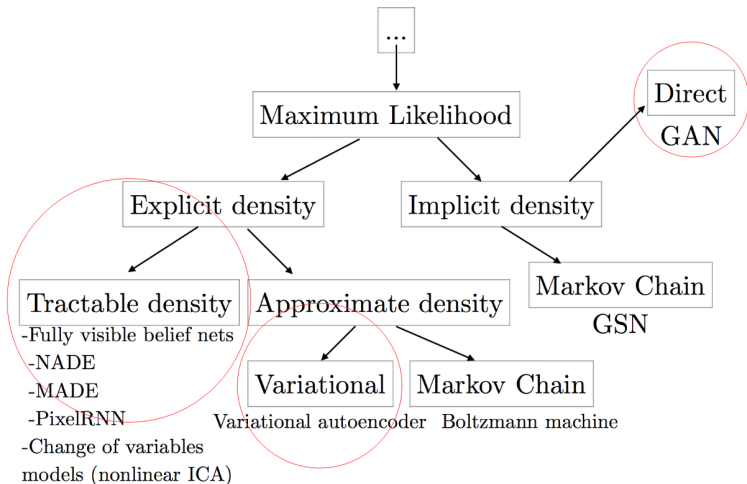 ...
Maximum Likelihood
Direct
GAN
Explicit density
Implicit density
Tractable density
Approximate density
Markov Chain
GSN
-Fully visible belief nets
-NADE
-MADE
-PixelRNN
-Change of variables
models (nonlinear ICA)
Variational
Variational autoencoder
Markov Chain
Boltzmann machine